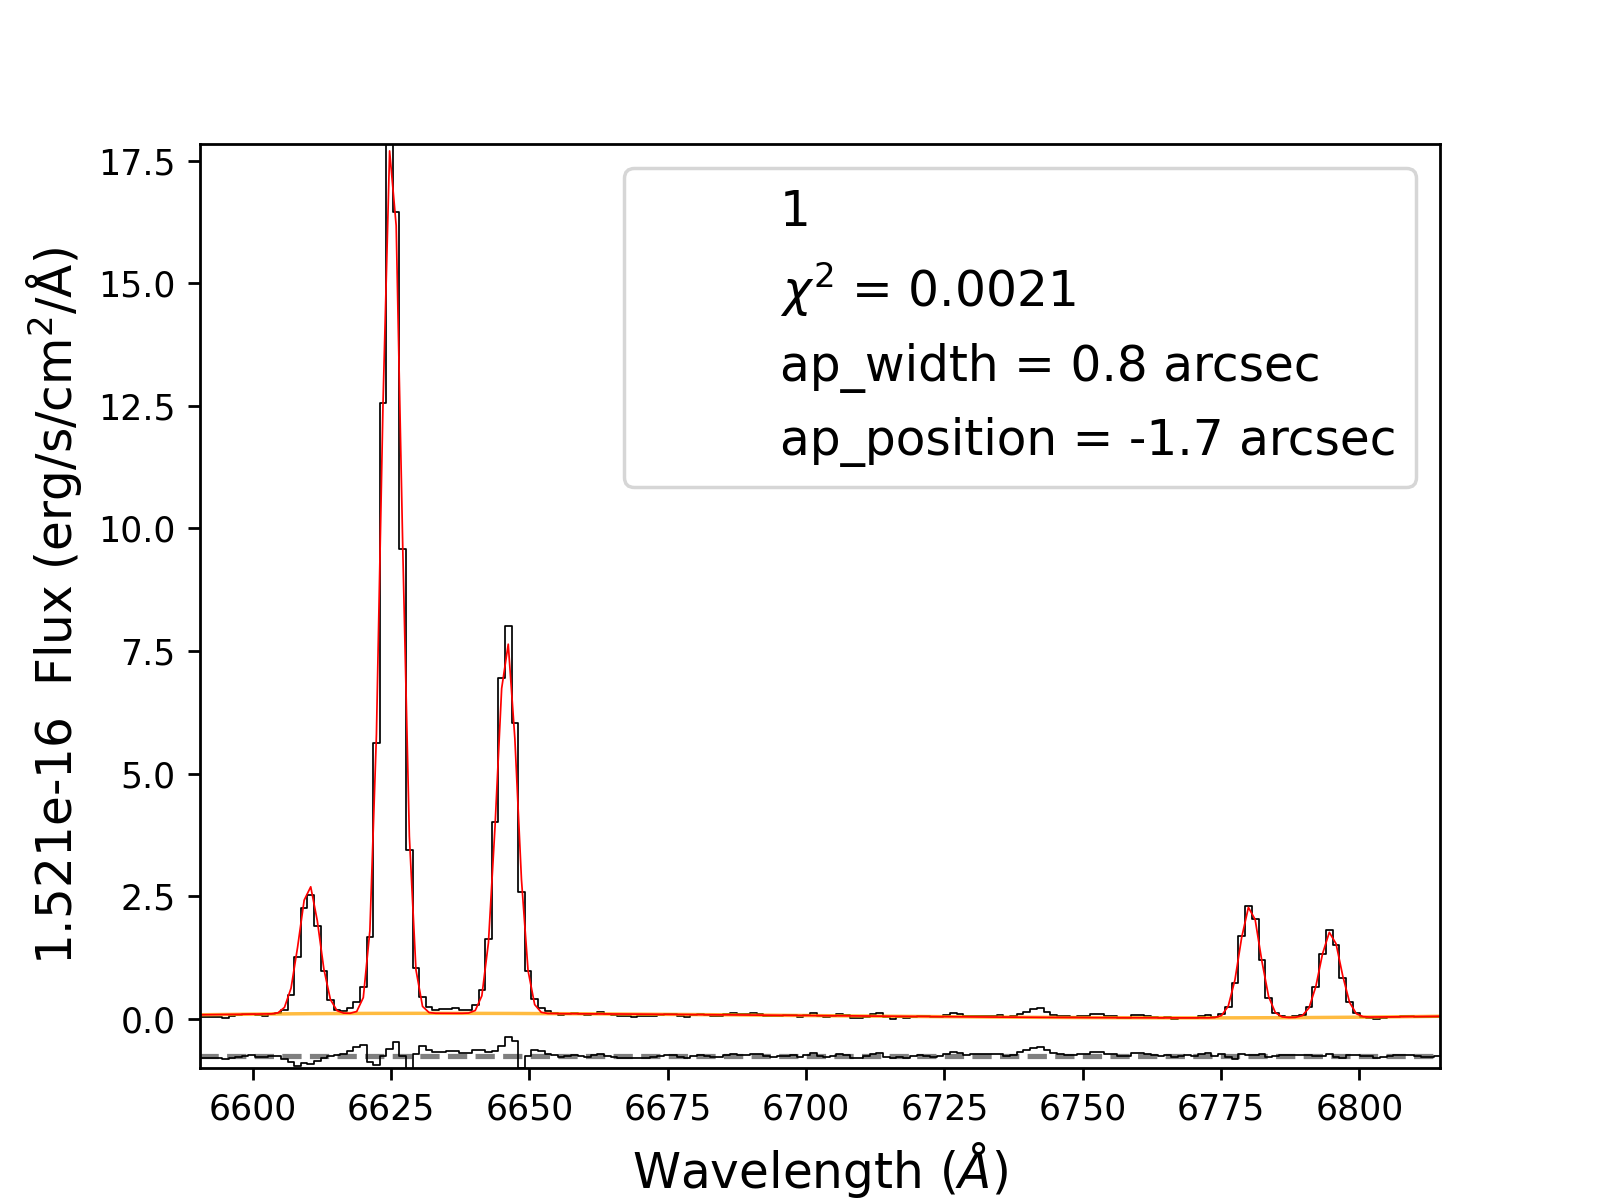 17.5
15.0
12.5
10.0
7.5
5.0
2.5
0.0
1.521e-16 Flux (erg/s/cm²/Å)
1
χ² = 0.0021
ap_width = 0.8 arcsec
ap_position = -1.7 arcsec
6600 6625 6650 6675 6700 6725 6750 6775 6800
Wavelength (Å)